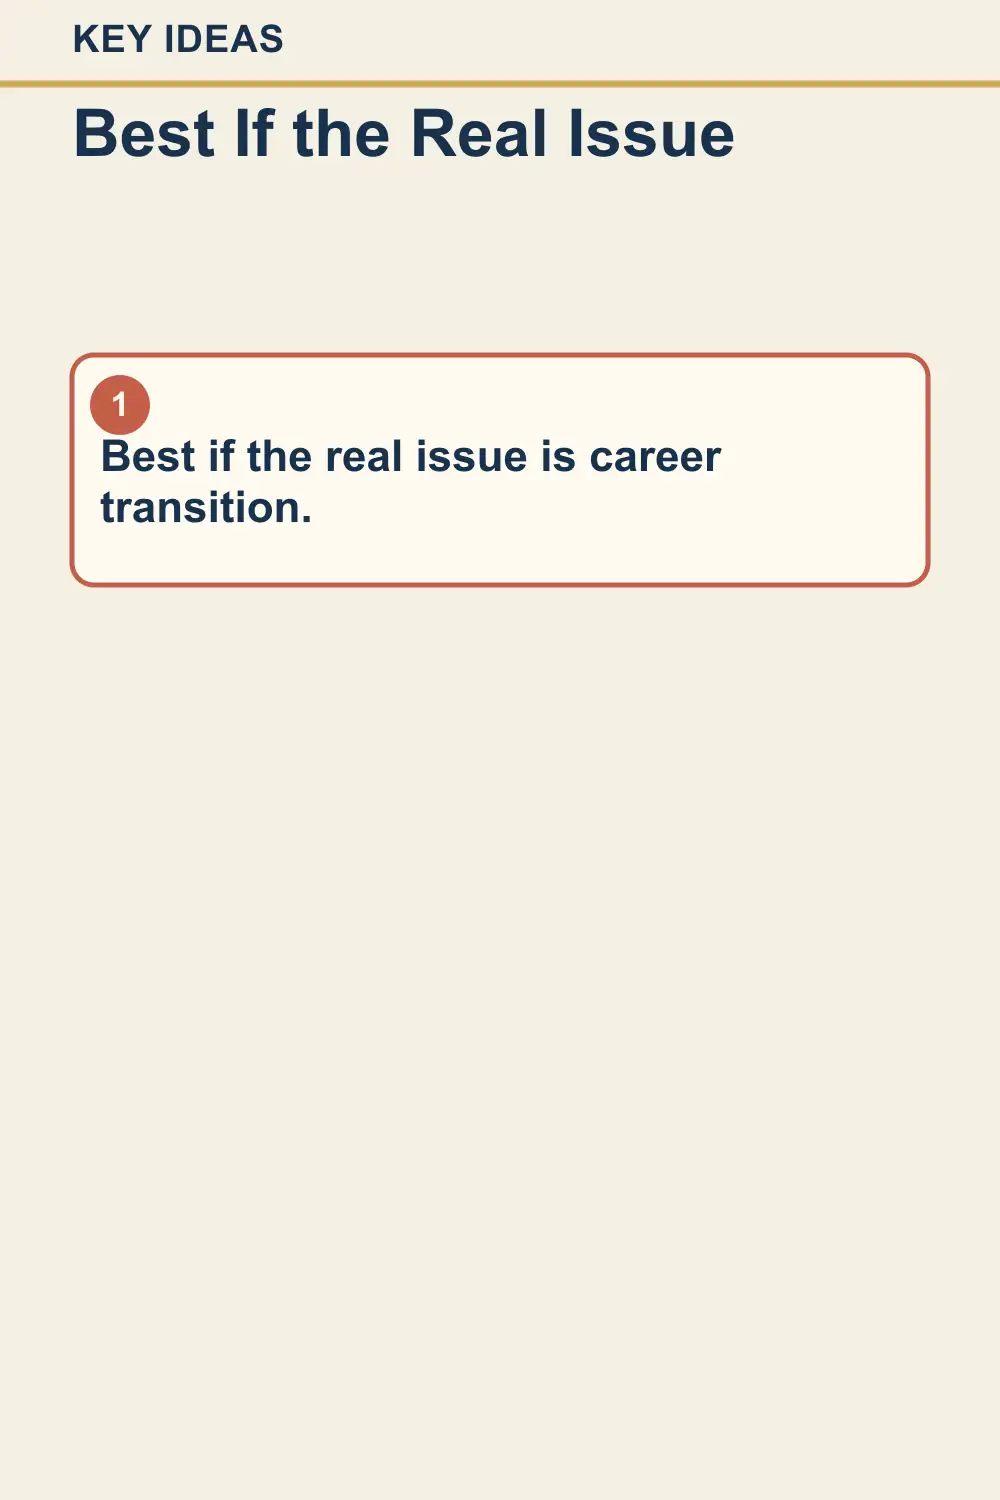 KEY IDEAS
Best If the Real Issue
1
Best if the real issue is career
transition.